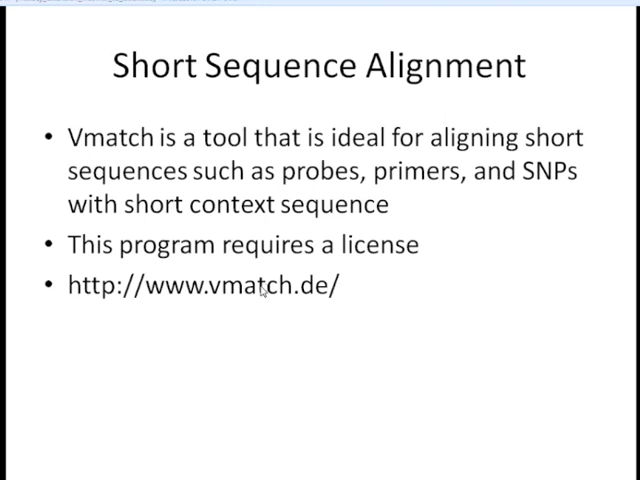 Short Sequence Alignment
• Vmatch is a tool that is ideal for aligning short
sequences such as probes, primers, and SNPs
with short context sequence
• This program requires a license
• http://www.vmatch.de/